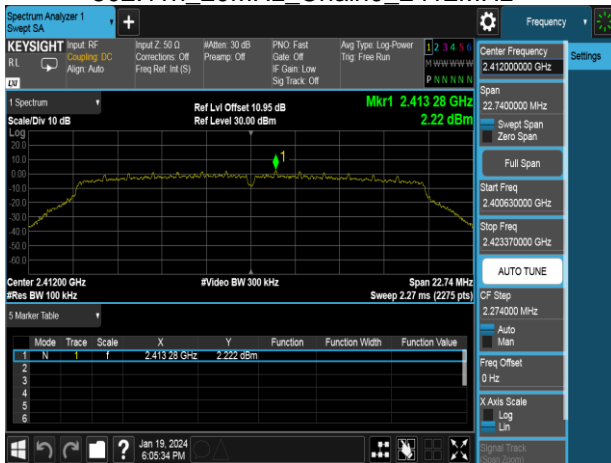 Spectrum Analyzer 1
Swept SA
Frequency
KEYSIGHT
RL
Input: RF
Coupling: DC
Align: Auto
Input Z: 50 Ω
Corrections: Off
Freq Ref: Int (S)
#Atten: 30 dB
Preamp: Off
PNO: Fast
Gate: Off
IF Gain: Low
Sig Track: Off
Avg Type: Log-Power
Trig: Free Run
1 2 3 4 5 6
M W W W W W
P N N N N N
Settings
Center Frequency
2.412000000 GHz
Span
22.7400000 MHz
Swept Span
Zero Span
Full Span
Start Freq
2.400630000 GHz
Stop Freq
2.423370000 GHz
AUTO TUNE
CF Step
2.274000 MHz
Auto
Man
Freq Offset
0 Hz
X Axis Scale
Log
Lin
Signal Track
(Span Zoom)
1 Spectrum
Scale/Div 10 dB
Ref Lvl Offset 10.95 dB
Ref Level 30.00 dBm
Mkr1 2.413 28 GHz
2.22 dBm
Log
20.0
10.0
0.00
-10.0
-20.0
-30.0
-40.0
-50.0
-60.0
1
Center 2.41200 GHz
#Res BW 100 kHz
#Video BW 300 kHz
Span 22.74 MHz
Sweep 2.27 ms (2275 pts)
5 Marker Table
Mode Trace Scale X Y Function Function Width Function Value
1 N 1 f 2.413 28 GHz 2.222 dBm
2
3
4
5
6
?
Jan 19, 2024
6:05:34 PM